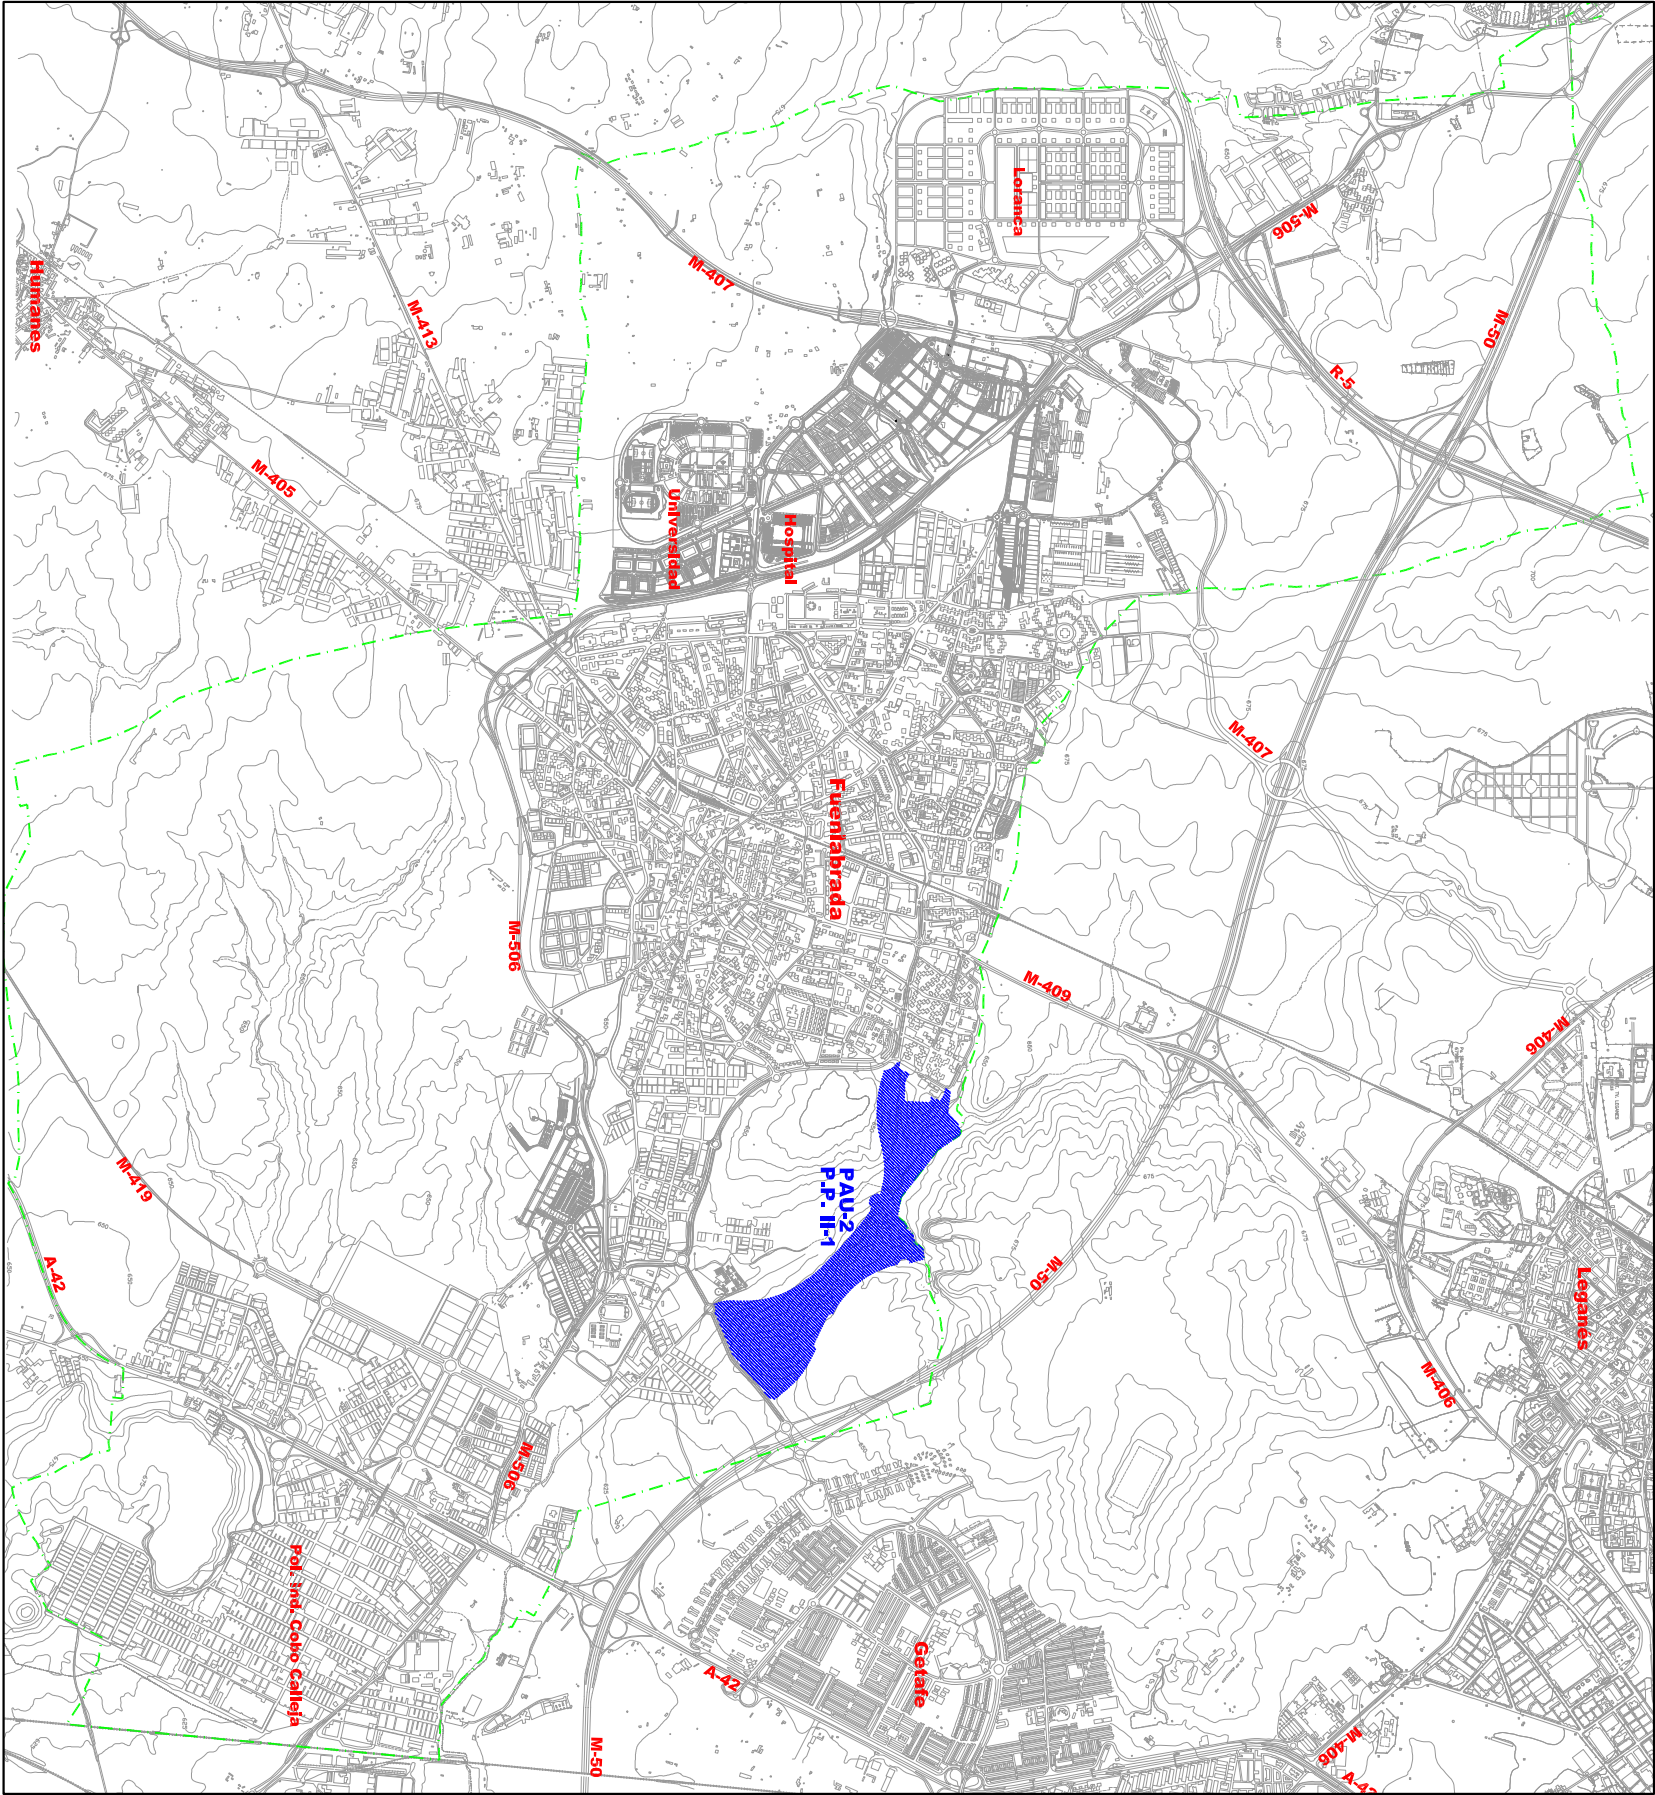 Leganés
M-406
M-50
M-406
A-42
M-406
R-5
M-506
M-407
M-409
M-50
Loranca
Getafe
PAU-2
P.P. II-1
Fuenlabrada
Hospital
M-407
A-42
Universidad
M-50
M-506
M-506
M-413
Pol. Ind. Cobo Calleja
M-405
M-419
A-42
Humanes